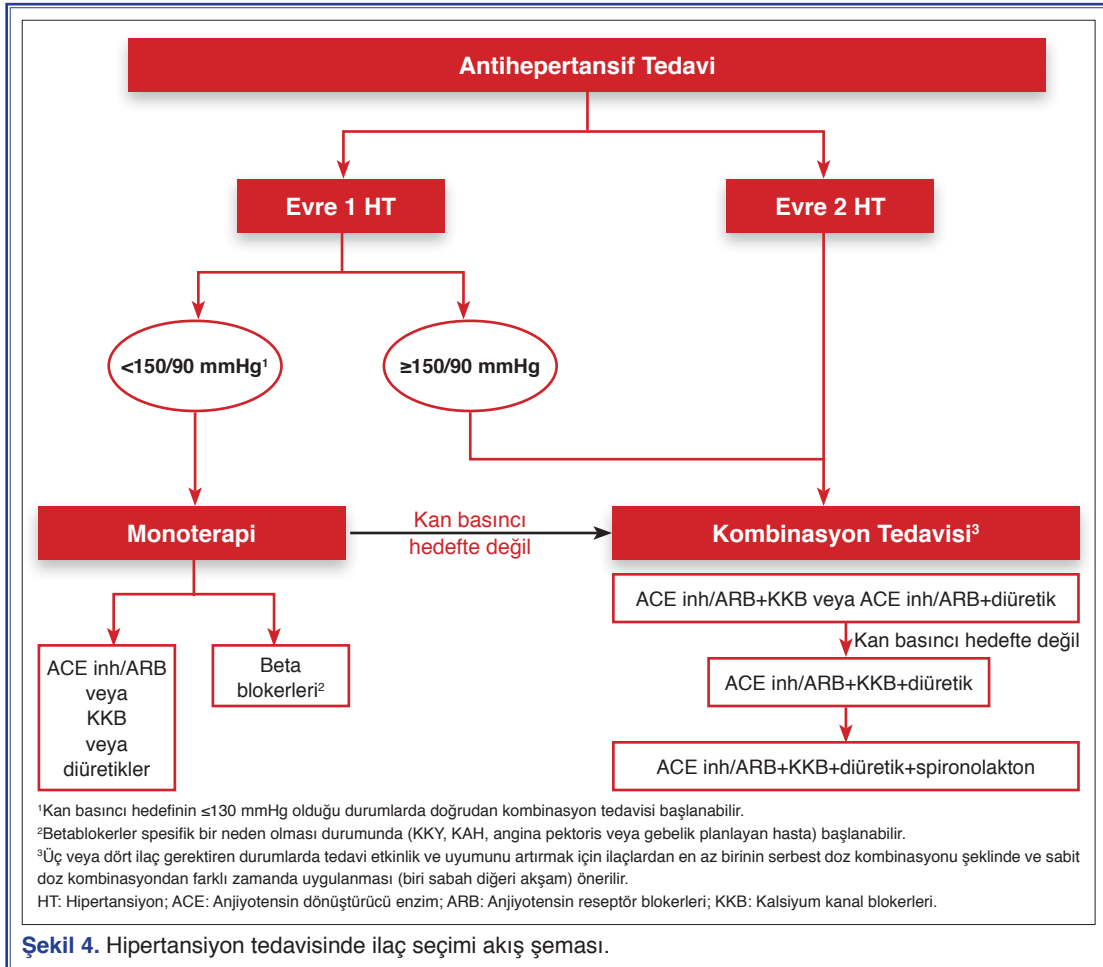 Antihepertansif Tedavi
Evre 1 HT
Evre 2 HT
<150/90 mmHg¹
≥150/90 mmHg
Monoterapi
Kan basıncı
hedefte değil
Kombinasyon Tedavisi³
ACE inh/ARB
veya
KKB
veya
diüretikler
Beta
blokerleri²
ACE inh/ARB+KKB veya ACE inh/ARB+diüretik
Kan basıncı hedefte değil
ACE inh/ARB+KKB+diüretik
ACE inh/ARB+KKB+diüretik+spironolakton
¹Kan basıncı hedefinin ≤130 mmHg olduğu durumlarda doğrudan kombinasyon tedavisi başlanabilir.
²Betablokerler spesifik bir neden olması durumunda (KKY, KAH, angina pektoris veya gebelik planlayan hasta) başlanabilir.
³Üç veya dört ilaç gerektiren durumlarda tedavi etkinlik ve uyumunu artırmak için ilaçlardan en az birinin serbest doz kombinasyonu şeklinde ve sabit
doz kombinasyondan farklı zamanda uygulanması (biri sabah diğeri akşam) önerilir.
HT: Hipertansiyon; ACE: Anjiyotensin dönüştürücü enzim; ARB: Anjiyotensin reseptör blokerleri; KKB: Kalsiyum kanal blokerleri.
Şekil 4. Hipertansiyon tedavisinde ilaç seçimi akış şeması.